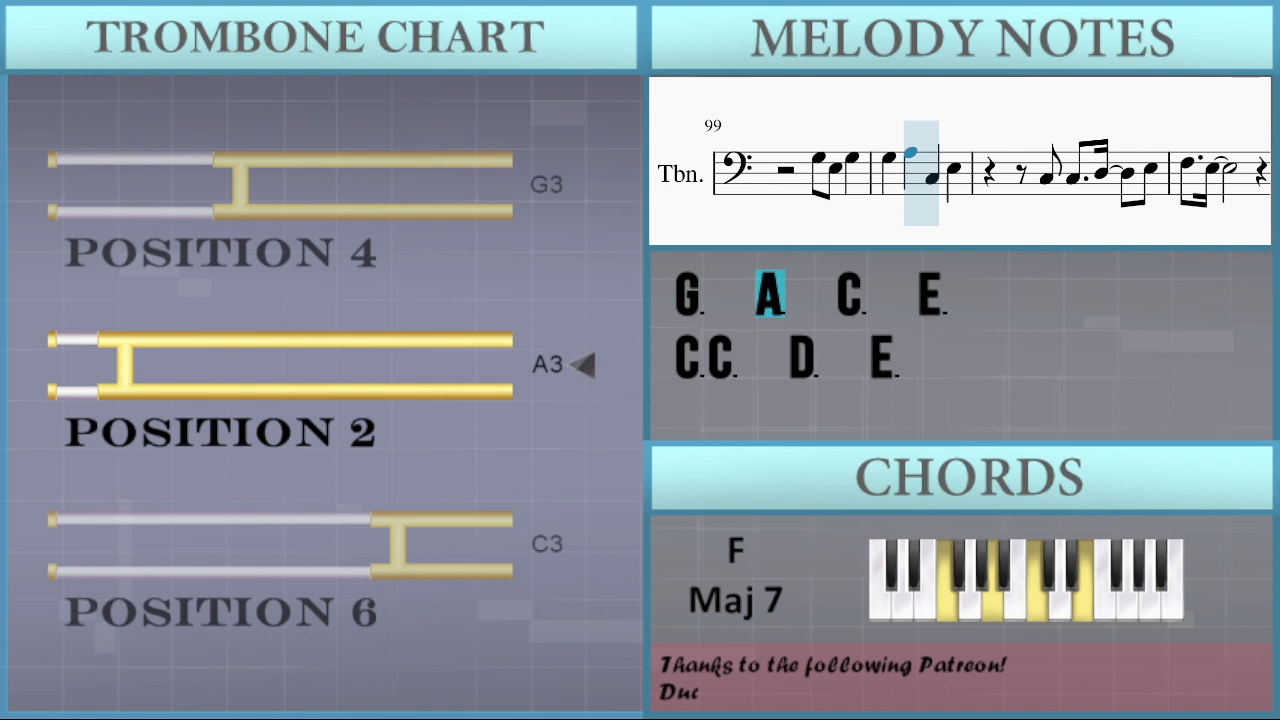 TROMBONE CHART
G3
POSITION 4
A3
POSITION 2
C3
POSITION 6
MELODY NOTES
99
Tbn.
G. A. C. E.
C.C. D. E.
CHORDS
F
Maj 7
Thanks to the following Patreon!
Duc